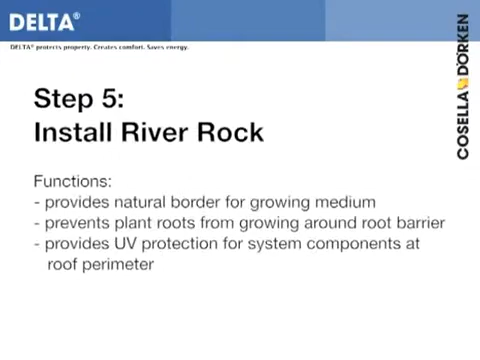 DELTA®
DELTA® protects property. Creates comfort. Saves energy.
COSELLA DÖRKEN
Step 5:
Install River Rock
Functions:
- provides natural border for growing medium
- prevents plant roots from growing around root barrier
- provides UV protection for system components at
roof perimeter